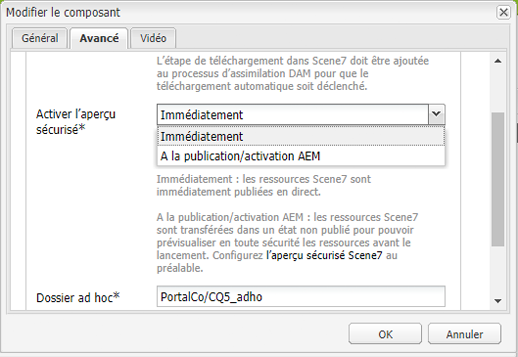 Modifier le composant
Général
Avancé
Vidéo
L'étape de téléchargement dans Scene7 doit être ajoutée
au processus d'assimilation DAM pour que le
téléchargement automatique soit déclenché.
Activer l'aperçu
sécurisé*
Immédiatement
Immédiatement
A la publication/activation AEM
Immédiatement : les ressources Scene7 sont
immédiatement publiées en direct.
A la publication/activation AEM : les ressources Scene7
sont transférées dans un état non publié pour pouvoir
prévisualiser en toute sécurité les ressources avant le
lancement. Configurez l'aperçu sécurisé Scene7 au
préalable.
Dossier ad hoc*
PortalCo/CQ5_adho
OK
Annuler